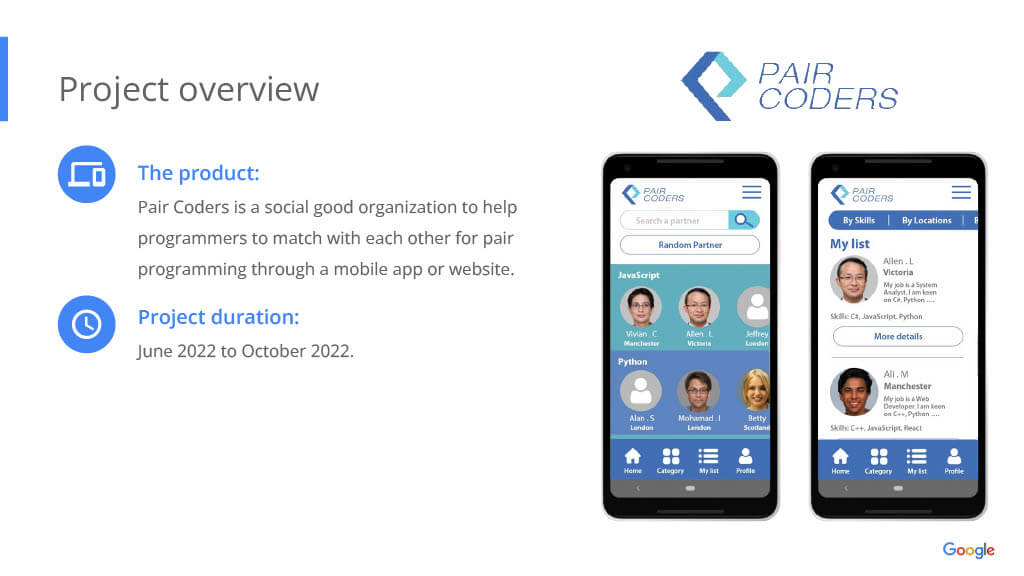 Project overview
The product:
Pair Coders is a social good organization to help
programmers to match with each other for pair
programming through a mobile app or website.
Project duration:
June 2022 to October 2022.
PAIR
CODERS
PAIR
CODERS
Search a partner
Random Partner
JavaScript
Vivian . C
Manchester
Allen . L
Victoria
Jeffrey
London
Python
Alan . S
London
Mohamad . I
London
Betty
Scotland
Home
Category
My list
Profile
PAIR
CODERS
By Skills | By Locations |
My list
Allen . L
Victoria
My job is a System
Analyst. I am keen
on C#, Python .....
Skills: C#, JavaScript, Python
More details
Ali . M
Manchester
My job is a Web
Developer. I am keen
on C++, Python .....
Skills: C++, JavaScript, React
Home
Category
My list
Profile
Google